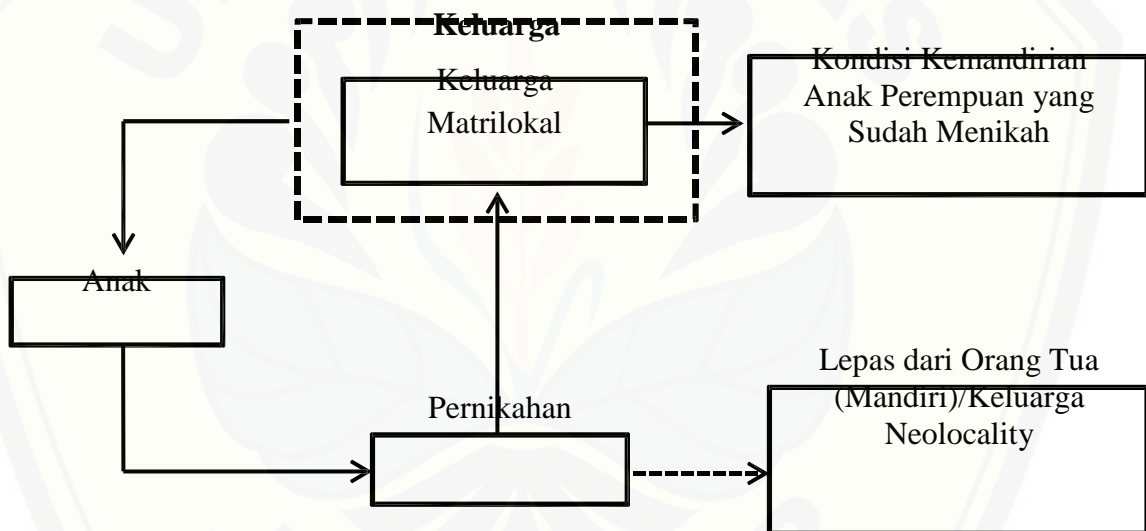 Keluarga
Keluarga
Matrilokal
Kondisi Kemandirian
Anak Perempuan yang
Sudah Menikah
Anak
Pernikahan
Lepas dari Orang Tua
(Mandiri)/Keluarga
Neolocality